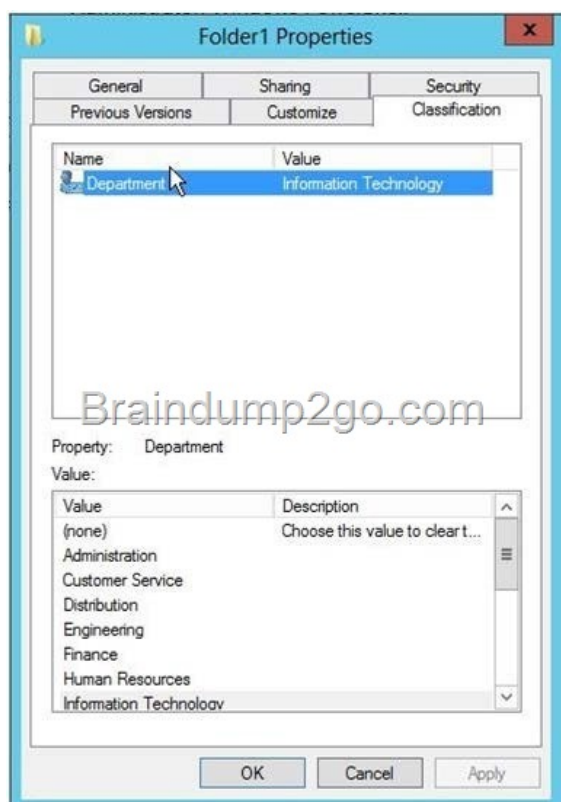 Folder1 Properties
x
General Sharing Security
Previous Versions Customize Classification
Name Value
Department Information Technology
Braindump2go.com
Property: Department
Value:
Value Description
(none) Choose this value to clear t...
Administration
Customer Service
Distribution
Engineering
Finance
Human Resources
Information Technology
OK Cancel Apply